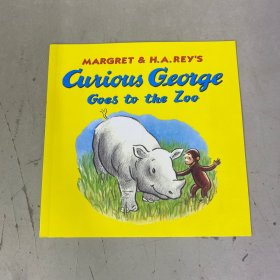 MARGRET & H.A.REY'S
Curious George
Goes to the Zoo